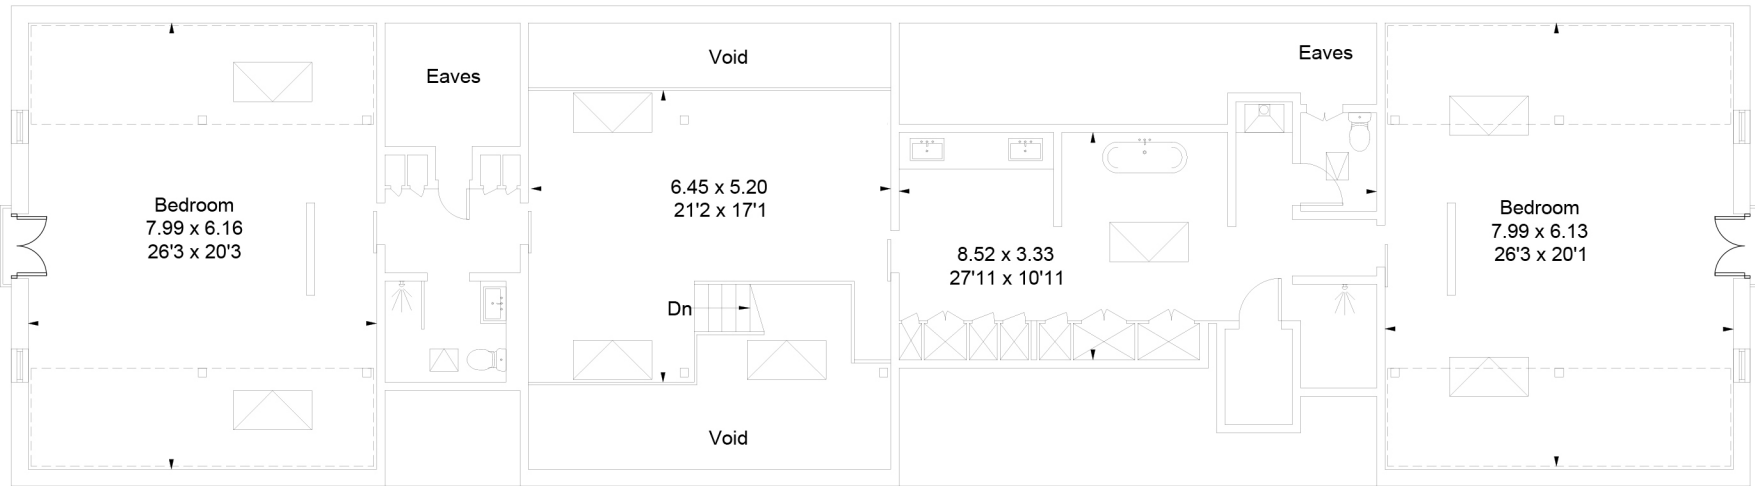 Bedroom
7.99 x 6.16
26'3 x 20'3
Eaves
Void
6.45 x 5.20
21'2 x 17'1
Dn
Void
8.52 x 3.33
27'11 x 10'11
Eaves
Bedroom
7.99 x 6.13
26'3 x 20'1